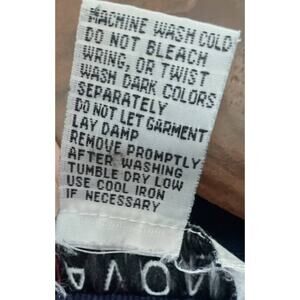 MACHINE WASH COLD
DO NOT BLEACH
WRING, OR TWIST
WASH DARK COLORS
SEPARATELY
DO NOT LET GARMENT
LAY DAMP
REMOVE PROMPTLY
AFTER WASHING
TUMBLE DRY LOW
USE COOL IRON
IF NECESSARY